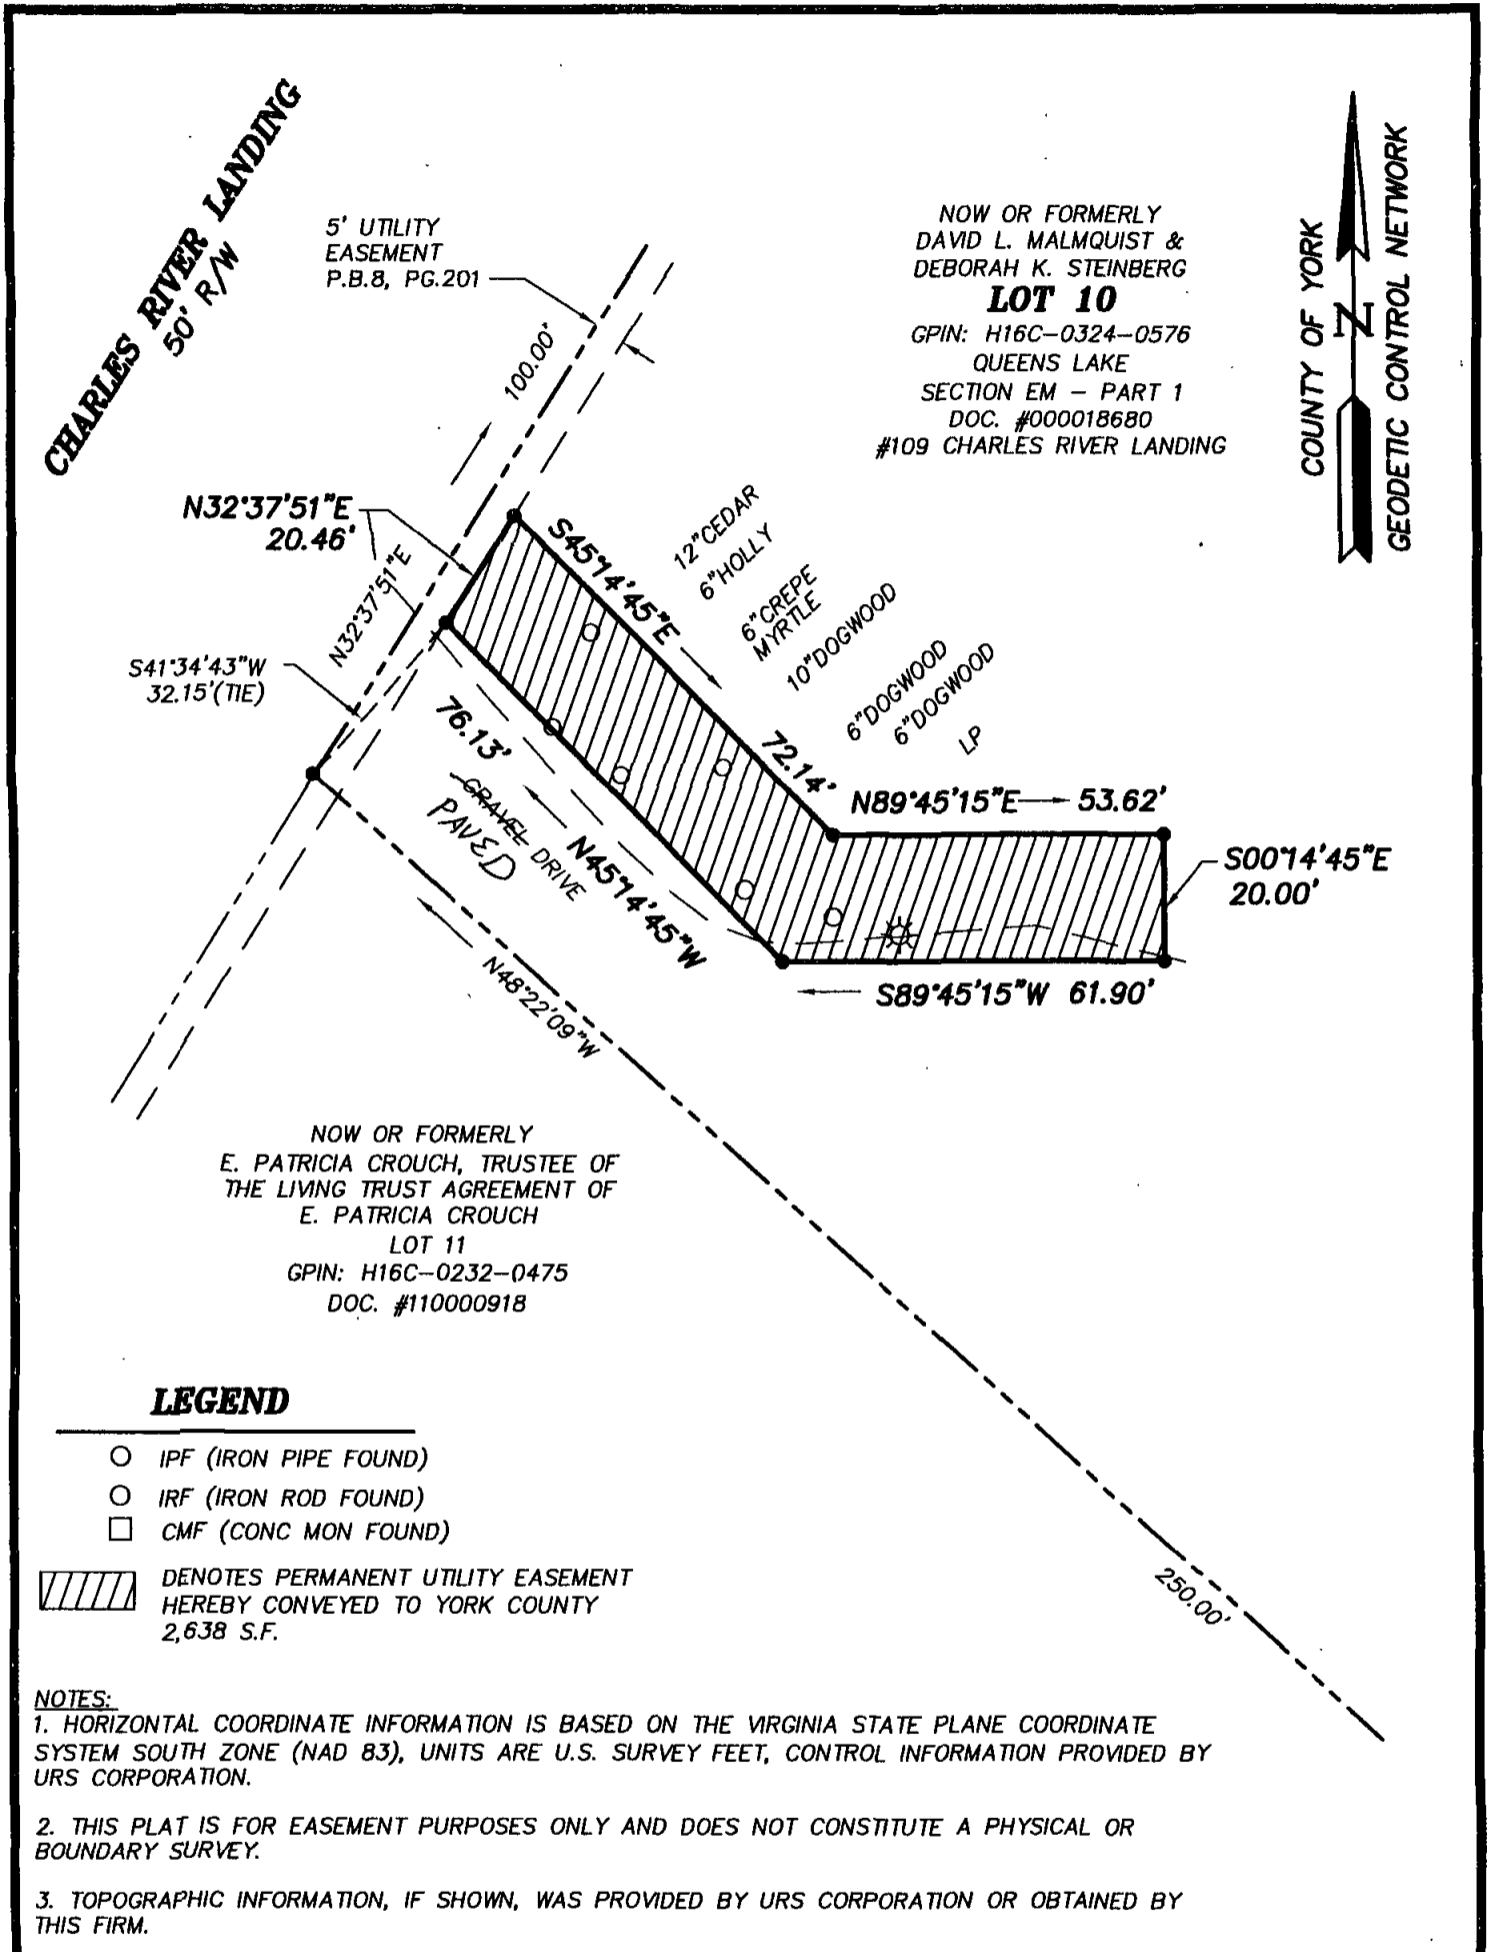 CHARLES RIVER LANDING
50' R/W
5' UTILITY
EASEMENT
P.B.8, PG.201
100.00'
NOW OR FORMERLY
DAVID L. MALMQUIST &
DEBORAH K. STEINBERG
LOT 10
GPIN: H16C-0324-0576
QUEENS LAKE
SECTION EM - PART 1
DOC. #000018680
#109 CHARLES RIVER LANDING
COUNTY OF YORK
N
GEODETIC CONTROL NETWORK
N32°37'51"E
20.46'
N32°37'51"E
S41°34'43"W
32.15'(TIE)
S45°14'45"E
72.14'
12"CEDAR
6"HOLLY
6"CREPE
MYRTLE
10"DOGWOOD
6"DOGWOOD
6"DOGWOOD
LP
76.13'
GRAVEL DRIVE
PAVED
N45°14'45"W
N89°45'15"E 53.62'
S00°14'45"E
20.00'
S89°45'15"W 61.90'
N48°22'09"W
250.00'
NOW OR FORMERLY
E. PATRICIA CROUCH, TRUSTEE OF
THE LIVING TRUST AGREEMENT OF
E. PATRICIA CROUCH
LOT 11
GPIN: H16C-0232-0475
DOC. #110000918
LEGEND
IPF (IRON PIPE FOUND)
IRF (IRON ROD FOUND)
CMF (CONC MON FOUND)
DENOTES PERMANENT UTILITY EASEMENT
HEREBY CONVEYED TO YORK COUNTY
2,638 S.F.
NOTES:
1. HORIZONTAL COORDINATE INFORMATION IS BASED ON THE VIRGINIA STATE PLANE COORDINATE
SYSTEM SOUTH ZONE (NAD 83), UNITS ARE U.S. SURVEY FEET, CONTROL INFORMATION PROVIDED BY
URS CORPORATION.
2. THIS PLAT IS FOR EASEMENT PURPOSES ONLY AND DOES NOT CONSTITUTE A PHYSICAL OR
BOUNDARY SURVEY.
3. TOPOGRAPHIC INFORMATION, IF SHOWN, WAS PROVIDED BY URS CORPORATION OR OBTAINED BY
THIS FIRM.